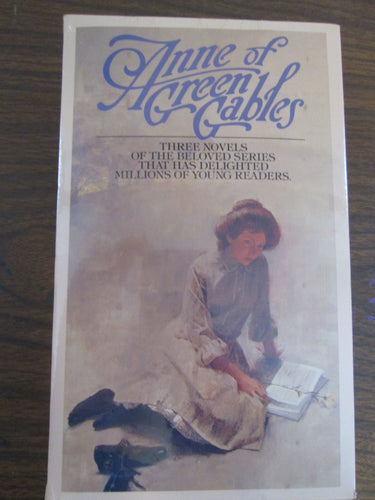 Anne of
Green
Gables
THREE NOVELS
OF THE BELOVED SERIES
THAT HAS DELIGHTED
MILLIONS OF YOUNG READERS.